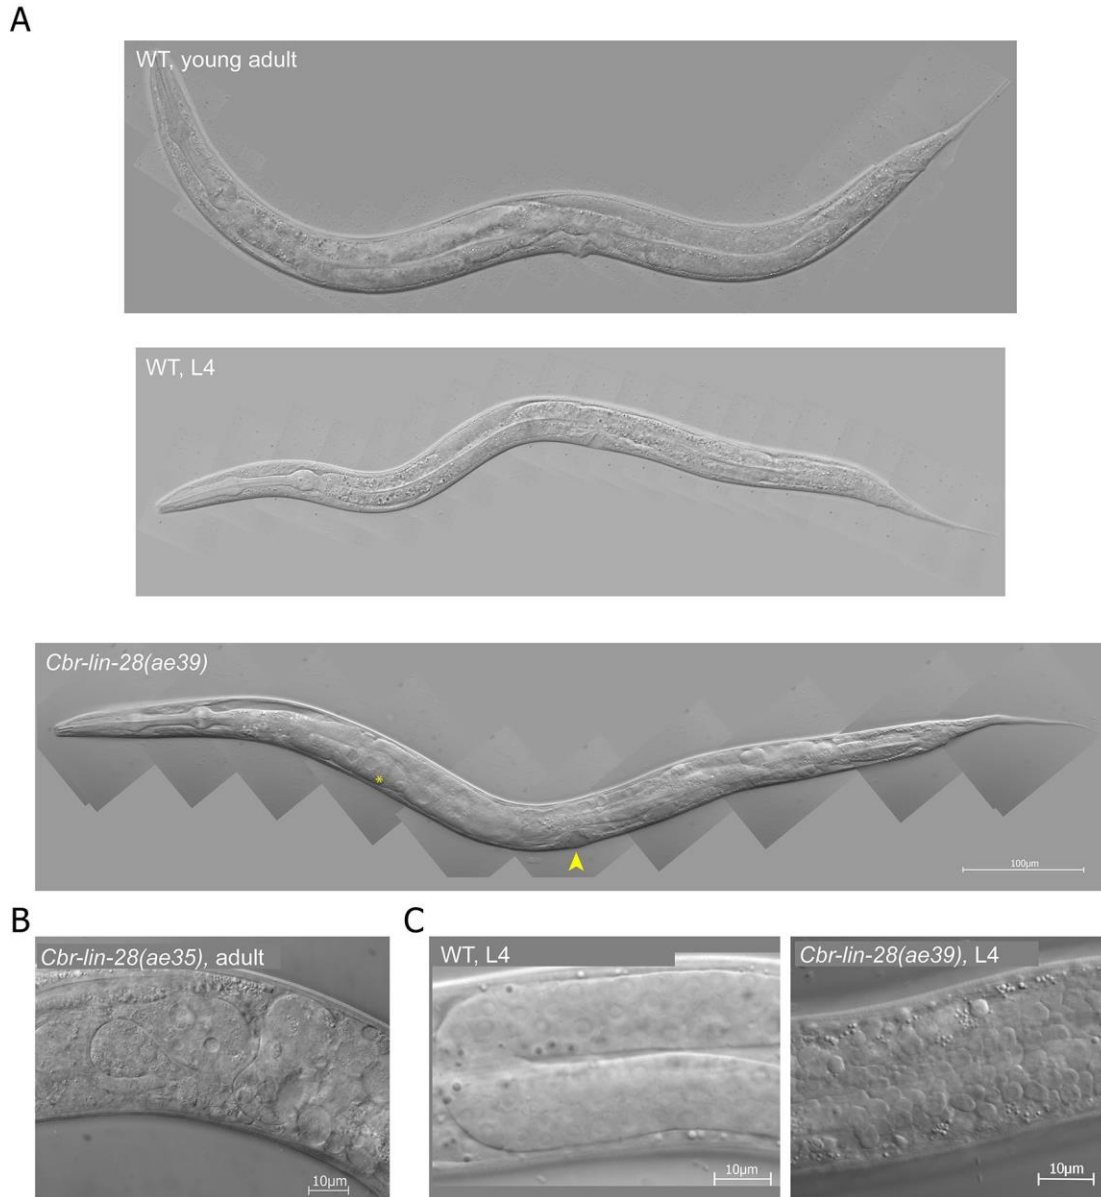 A
WT, young adult
WT, L4
Cbr-lin-28(ae39)
*
100µm
B
Cbr-lin-28(ae35), adult
10µm
C
WT, L4
10µm
Cbr-lin-28(ae39), L4
10µm